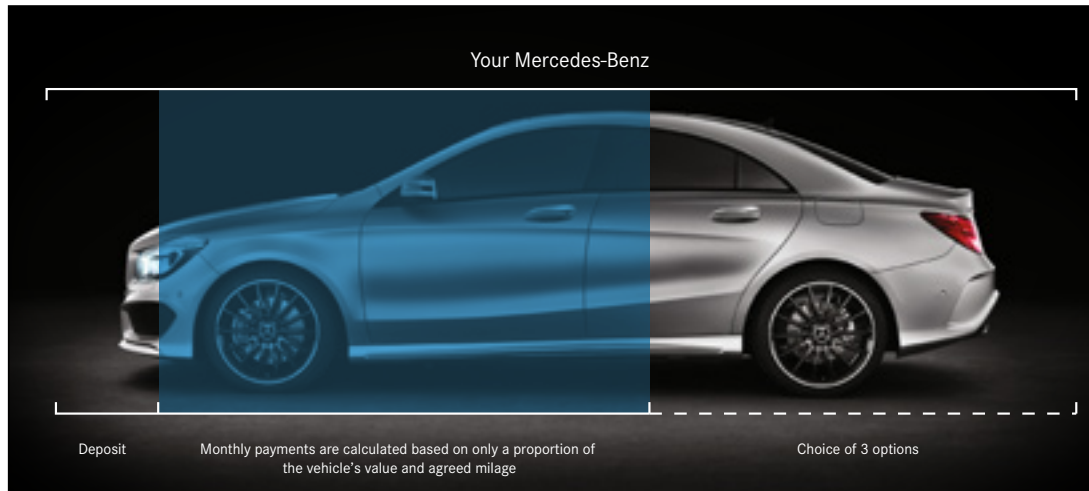 Your Mercedes-Benz
Deposit
Monthly payments are calculated based on only a proportion of
the vehicle's value and agreed milage
Choice of 3 options